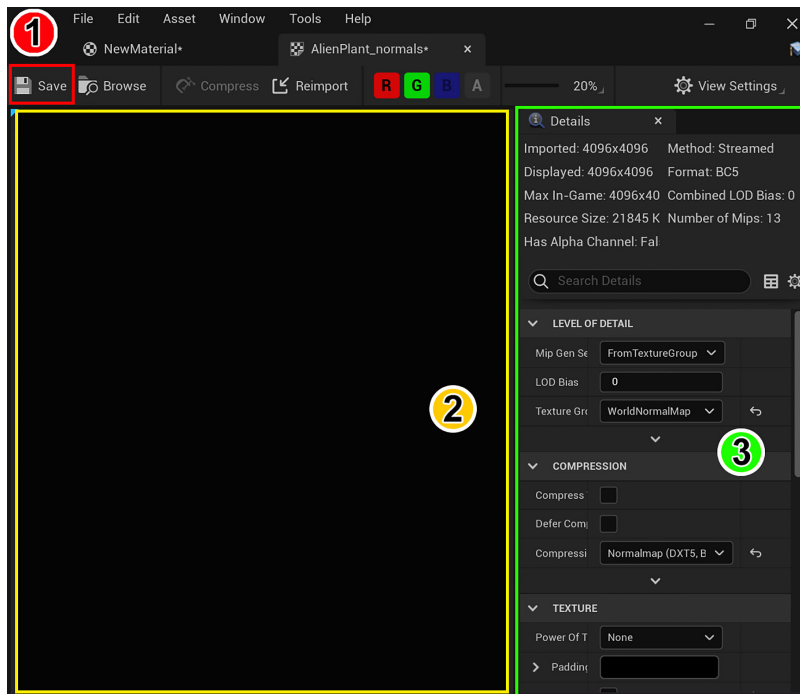 1
File Edit Asset Window Tools Help
NewMaterial*
AlienPlant_normals*
Save Browse Compress Reimport R G B A 20% View Settings
Details
Imported: 4096x4096 Method: Streamed
Displayed: 4096x4096 Format: BC5
Max In-Game: 4096x40 Combined LOD Bias: 0
Resource Size: 21845 K Number of Mips: 13
Has Alpha Channel: Fal
Search Details
LEVEL OF DETAIL
Mip Gen Se FromTextureGroup
LOD Bias 0
Texture Gro WorldNormalMap
2
3
COMPRESSION
Compress
Defer Comp
Compressi Normalmap (DXT5, B
TEXTURE
Power Of T None
Padding